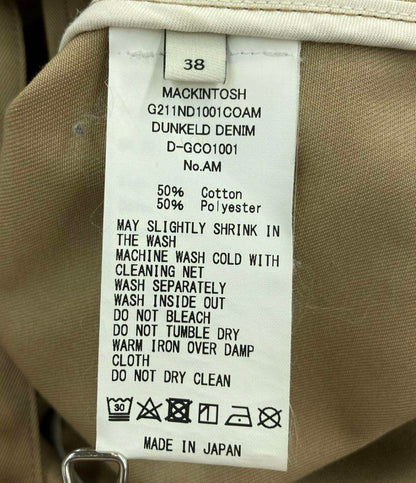 38
MACKINTOSH
G211ND1001COAM
DUNKELD DENIM
D-GCO1001
No.AM
50% Cotton
50% Polyester
MAY SLIGHTLY SHRINK IN
THE WASH
MACHINE WASH COLD WITH
CLEANING NET
WASH SEPARATELY
WASH INSIDE OUT
DO NOT BLEACH
DO NOT TUMBLE DRY
WARM IRON OVER DAMP
CLOTH
DO NOT DRY CLEAN
30
MADE IN JAPAN